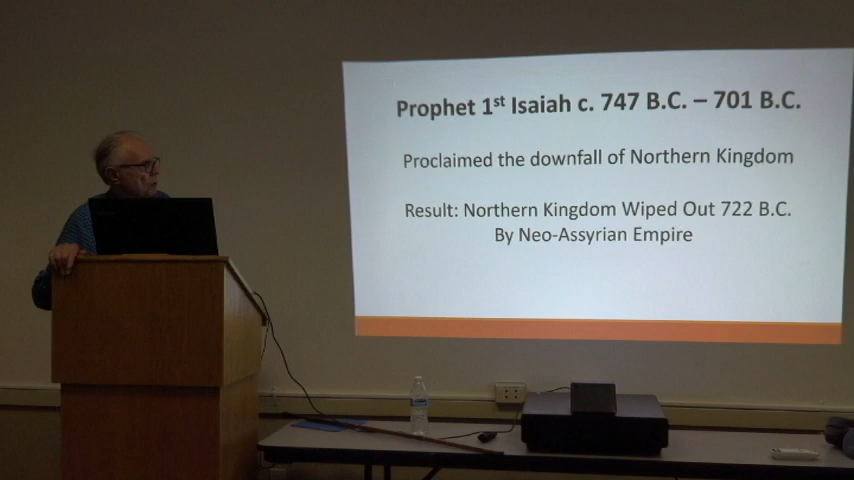 Prophet 1st Isaiah c. 747 B.C. – 701 B.C.
Proclaimed the downfall of Northern Kingdom
Result: Northern Kingdom Wiped Out 722 B.C.
By Neo-Assyrian Empire